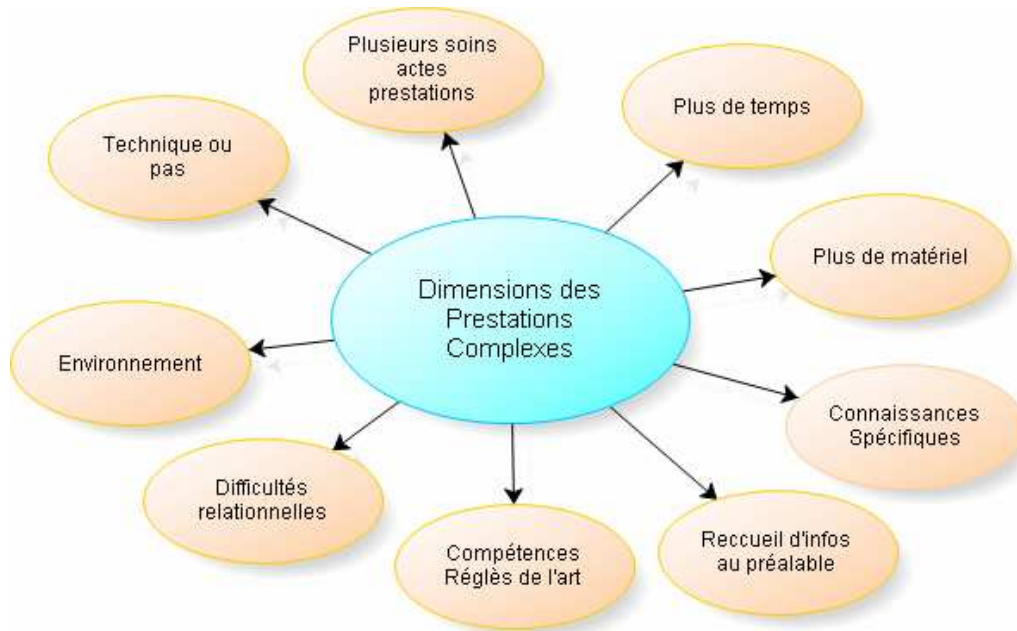 Plusieurs soins
actes
prestations
Plus de temps
Technique ou
pas
Plus de matériel
Dimensions des
Prestations
Complexes
Environnement
Connaissances
Spécifiques
Difficultés
relationnelles
Compétences
Réglès de l'art
Reccueil d'infos
au préalable